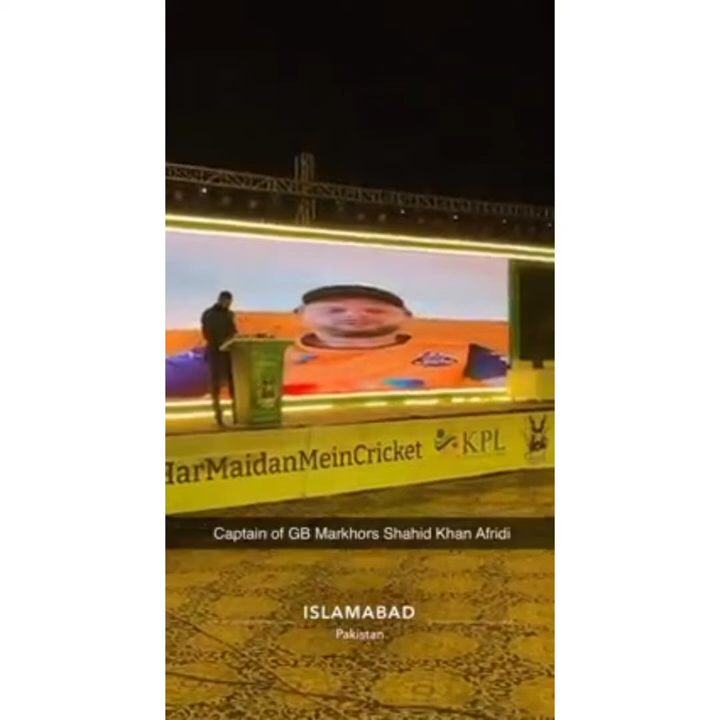 HarMaidanMeinCricket
KPL
Captain of GB Markhors Shahid Khan Afridi
ISLAMABAD
Pakistan